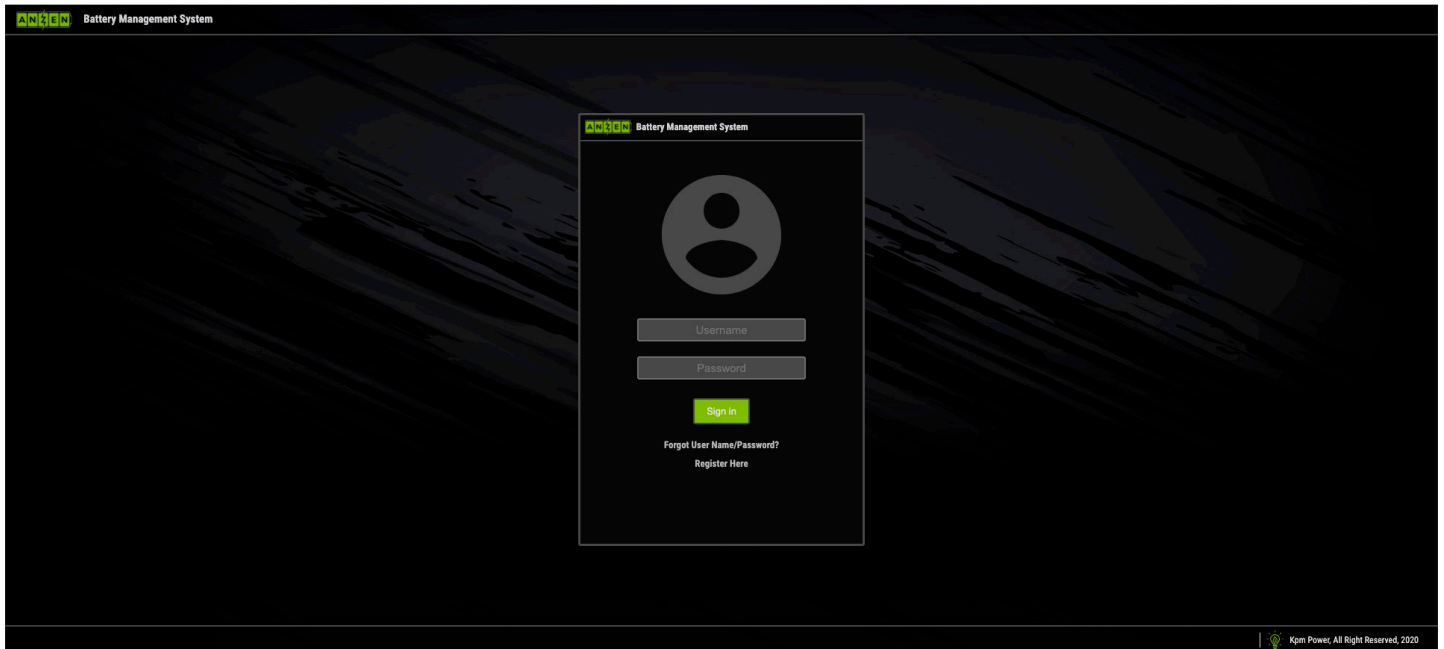 ANZEN Battery Management System
ANZEN Battery Management System
Username
Password
Sign in
Forgot User Name/Password?
Register Here
Kpm Power, All Right Reserved, 2020